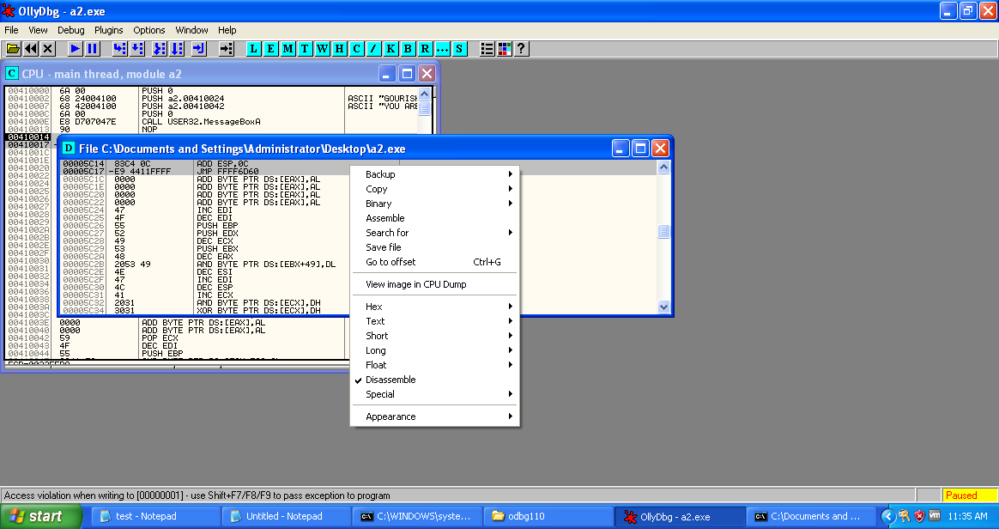 OllyDbg - a2.exe
File View Debug Plugins Options Window Help
L E M T W H C / K B R ... S ?
C CPU - main thread, module a2
00410000 6A 00 PUSH 0
00410002 68 24004100 PUSH a2.00410024 ASCII "GOURISH
00410007 68 42004100 PUSH a2.00410042 ASCII "YOU ARE
0041000C 6A 00 PUSH 0
0041000E E8 D707047E CALL USER32.MessageBoxA
00410013 90 NOP
00410014
00410017
D File C:\Documents and Settings\Administrator\Desktop\a2.exe
00005C14 83C4 0C ADD ESP,0C
00005C17 -E9 4411FFFF JMP FFFF6D60
00005C1C 0000 ADD BYTE PTR DS:[EAX],AL
00005C1E 0000 ADD BYTE PTR DS:[EAX],AL
00005C20 0000 ADD BYTE PTR DS:[EAX],AL
00005C22 0000 ADD BYTE PTR DS:[EAX],AL
00005C24 47 INC EDI
00005C25 4F DEC EDI
00005C26 55 PUSH EBP
00005C27 52 PUSH EDX
00005C28 49 DEC ECX
00005C29 53 PUSH EBX
00005C2A 48 DEC EAX
00005C2B 2053 49 AND BYTE PTR DS:[EBX+49],DL
00005C2E 4E DEC ESI
00005C2F 47 INC EDI
00005C30 4C DEC ESP
00005C31 41 INC ECX
00005C32 2031 AND BYTE PTR DS:[ECX],DH
00005C34 3031 XOR BYTE PTR DS:[ECX],DH
0041001C
0041001E
00410020
00410022
00410024
00410025
00410026
00410027
00410028
00410029
0041002A
0041002B
0041002E
0041002F
00410030
00410031
00410032
00410034
0041003E 0000 ADD BYTE PTR DS:[EAX],AL
00410040 0000 ADD BYTE PTR DS:[EAX],AL
00410042 59 POP ECX
00410043 4F DEC EDI
00410044 55 PUSH EBP
Backup
Copy
Binary
Assemble
Search for
Save file
Go to offset Ctrl+G
View image in CPU Dump
Hex
Text
Short
Long
Float
Disassemble
Special
Appearance
Access violation when writing to [00000001] - use Shift+F7/F8/F9 to pass exception to program
Paused
start test - Notepad Untitled - Notepad C:\WINDOWS\syste... odbg110 OllyDbg - a2.exe C:\Documents and ... 11:35 AM